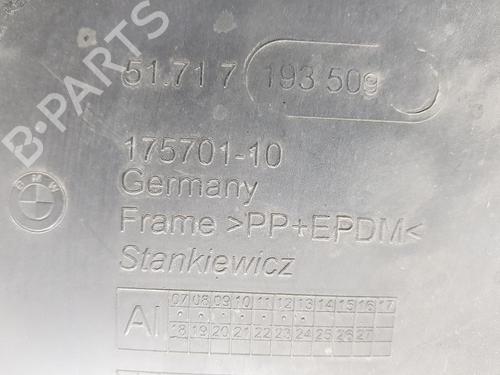 B-PARTS
51.71 7 193 509
175701-10
BMW
Germany
Frame >PP+EPDM<
Stankiewicz
AI
07 08 09 10 11 12 13 14 15 16 17
18 19 20 21 22 23 24 25 26 27